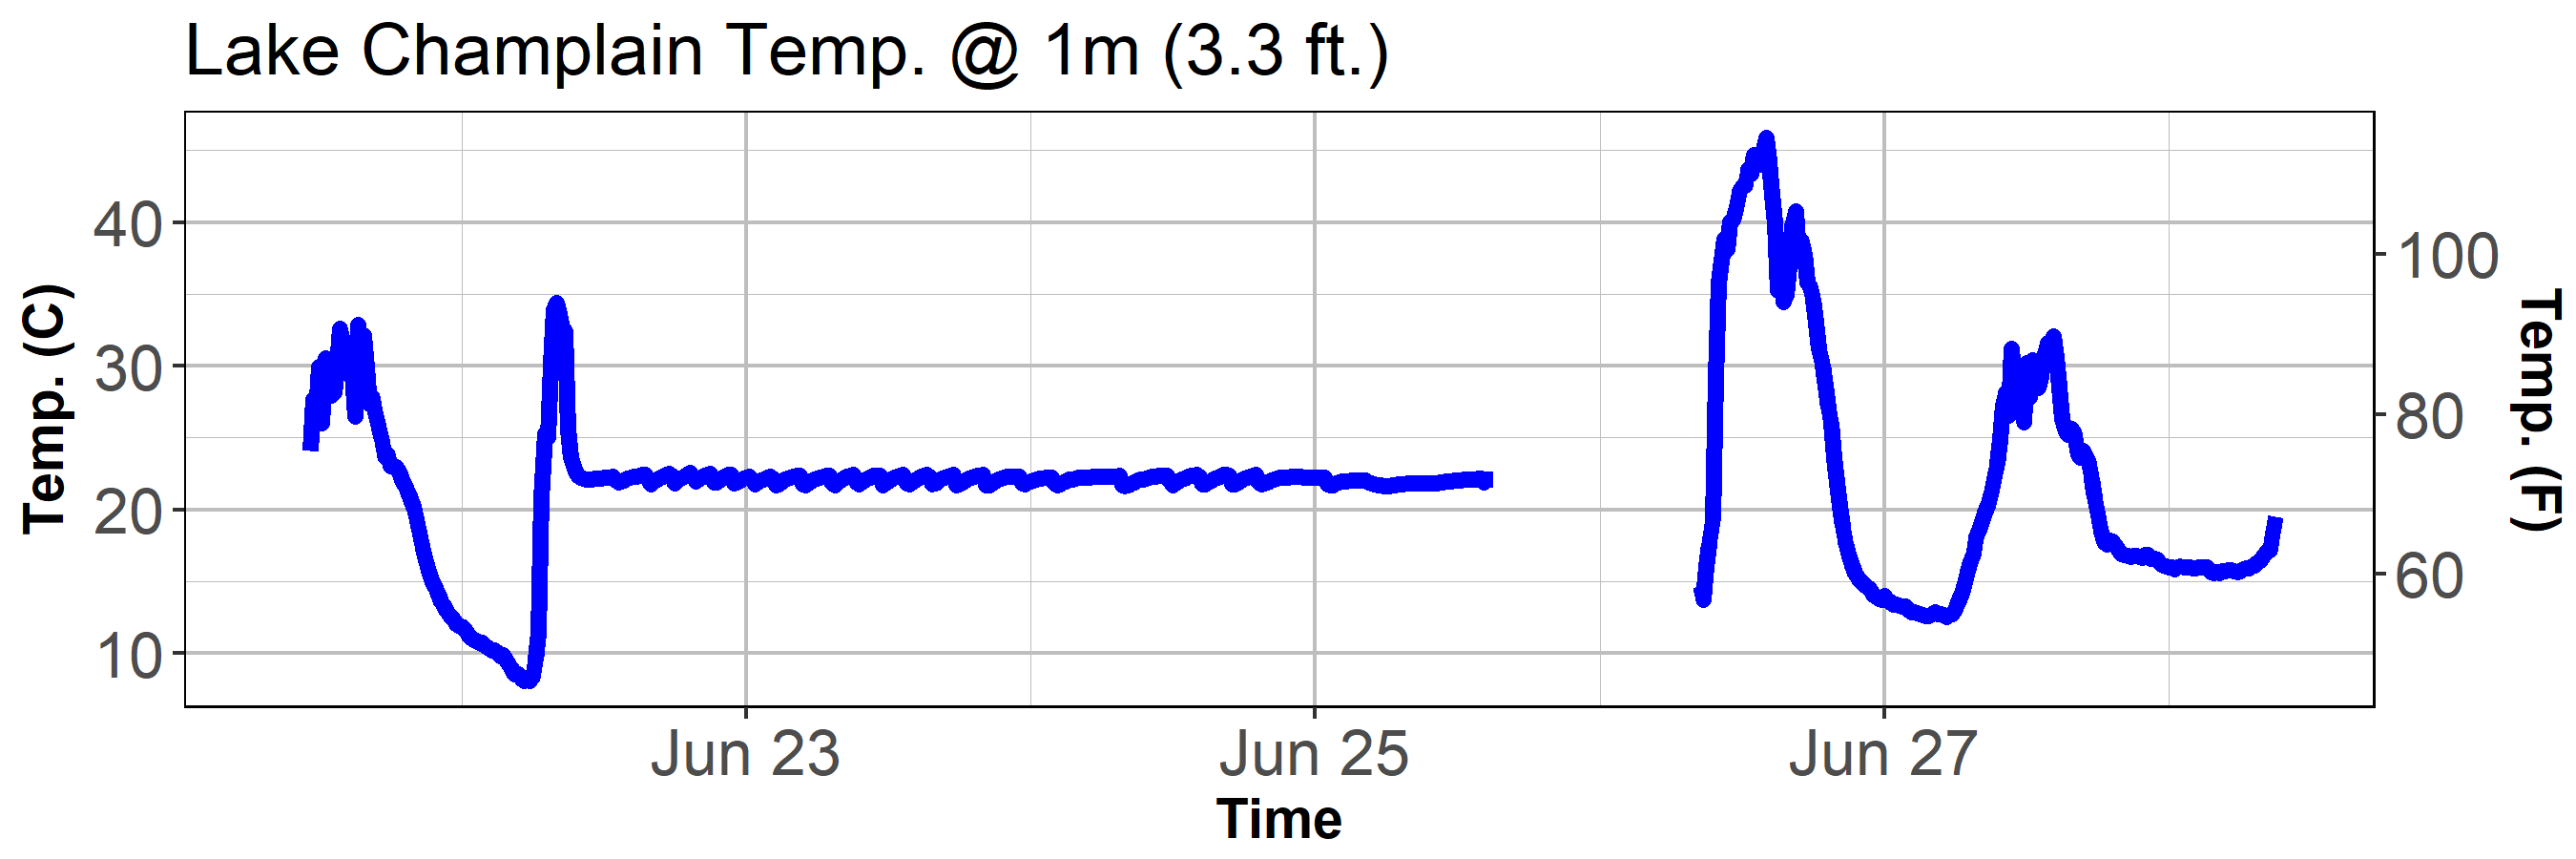 Lake Champlain Temp. @ 1m (3.3 ft.)
Temp. (C)
40
30
20
10
100
80
60
Temp. (F)
Jun 23
Jun 25
Jun 27
Time